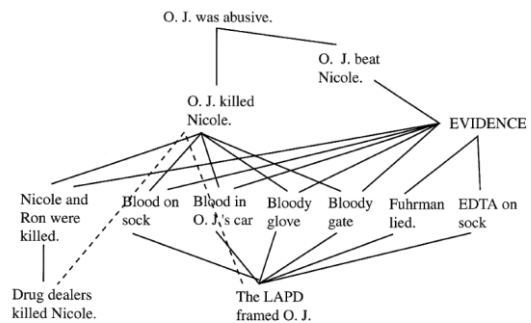 O. J. was abusive.
O. J. beat
Nicole.
O. J. killed
Nicole.
EVIDENCE
Nicole and
Ron were
killed.
Blood on
sock
Blood in
O. J.'s car
Bloody
glove
Bloody
gate
Fuhrman
lied.
EDTA on
sock
Drug dealers
killed Nicole.
The LAPD
framed O. J.